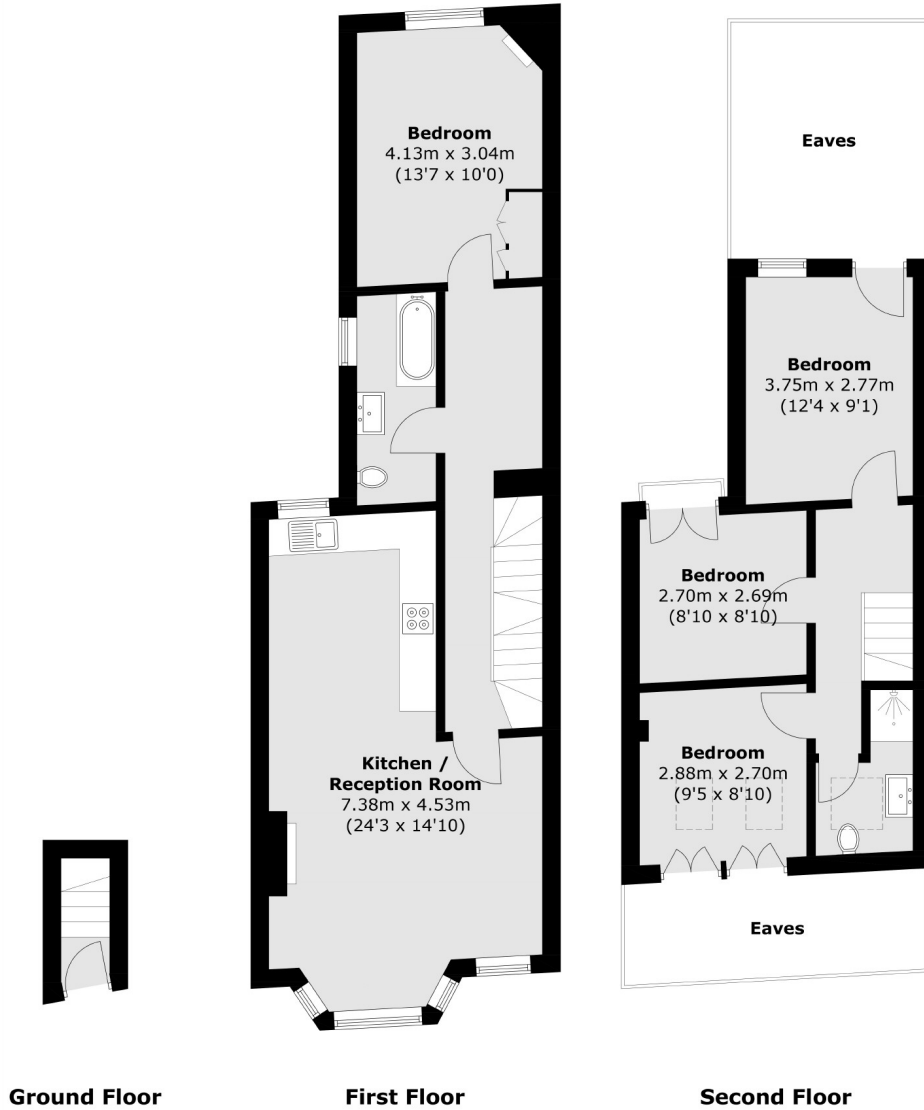 Bedroom
4.13m x 3.04m
(13'7 x 10'0)
Eaves
Bedroom
3.75m x 2.77m
(12'4 x 9'1)
Bedroom
2.70m x 2.69m
(8'10 x 8'10)
Kitchen /
Reception Room
7.38m x 4.53m
(24'3 x 14'10)
Bedroom
2.88m x 2.70m
(9'5 x 8'10)
Eaves
Ground Floor
First Floor
Second Floor